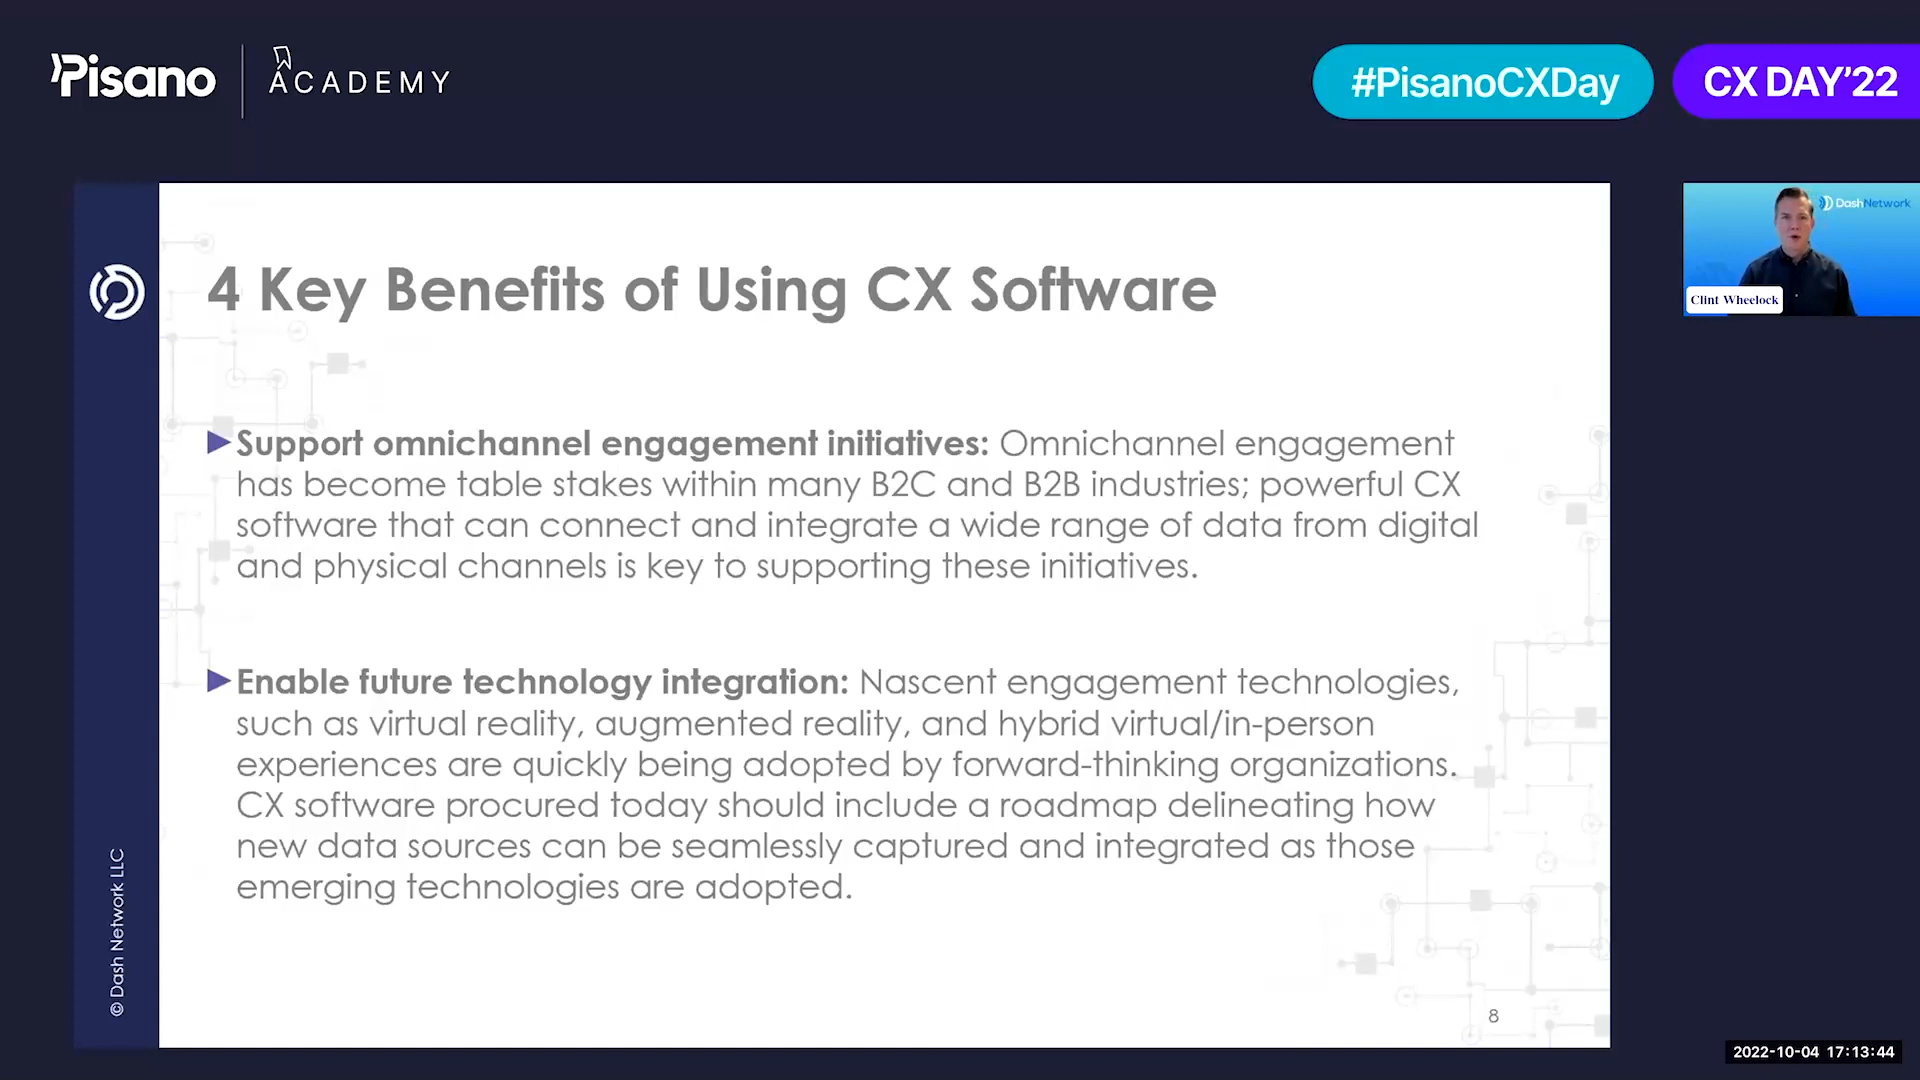 Pisano
ACADEMY
#PisanoCXDay
CX DAY'22
DashNetwork
Clint Wheelock
4 Key Benefits of Using CX Software
►Support omnichannel engagement initiatives: Omnichannel engagement
has become table stakes within many B2C and B2B industries; powerful CX
software that can connect and integrate a wide range of data from digital
and physical channels is key to supporting these initiatives.
►Enable future technology integration: Nascent engagement technologies,
such as virtual reality, augmented reality, and hybrid virtual/in-person
experiences are quickly being adopted by forward-thinking organizations.
CX software procured today should include a roadmap delineating how
new data sources can be seamlessly captured and integrated as those
emerging technologies are adopted.
© Dash Network LLC
8
2022-10-04 17:13:44